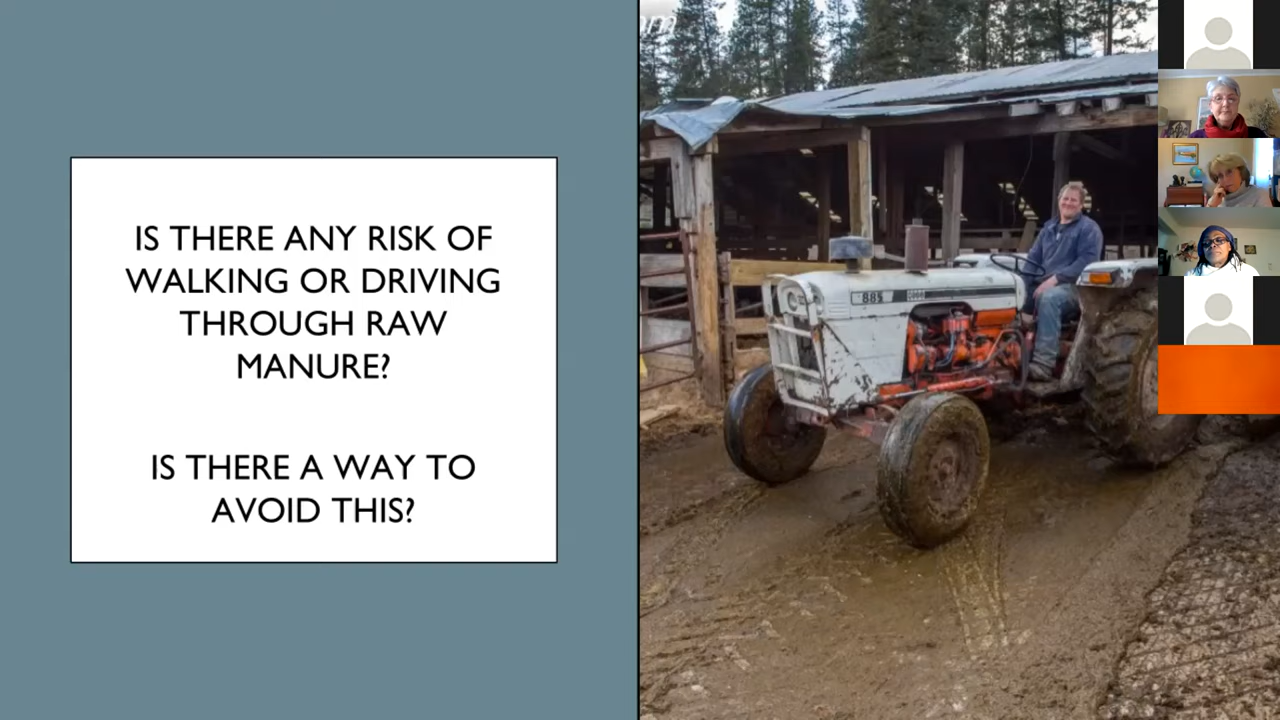 IS THERE ANY RISK OF
WALKING OR DRIVING
THROUGH RAW
MANURE?
IS THERE A WAY TO
AVOID THIS?
885